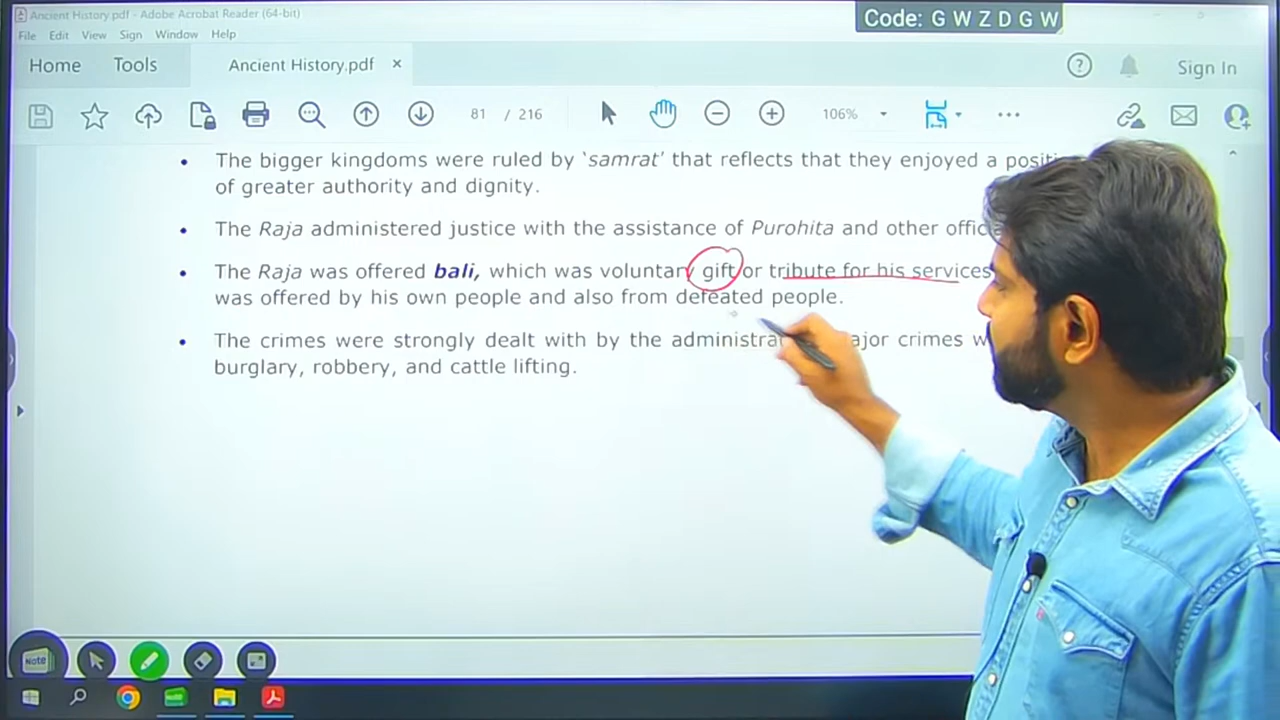 Ancient History.pdf - Adobe Acrobat Reader (64-bit)
Code: G W Z D G W
File Edit View Sign Window Help
Home Tools Ancient History.pdf × Sign In
81 / 216 106%
• The bigger kingdoms were ruled by ‘samrat’ that reflects that they enjoyed a
of greater authority and dignity.
• The Raja administered justice with the assistance of Purohita and other
• The Raja was offered bali, which was voluntary gift or tribute for his services
was offered by his own people and also from defeated people.
• The crimes were strongly dealt with by the crimes
burglary, robbery, and cattle lifting.
Note